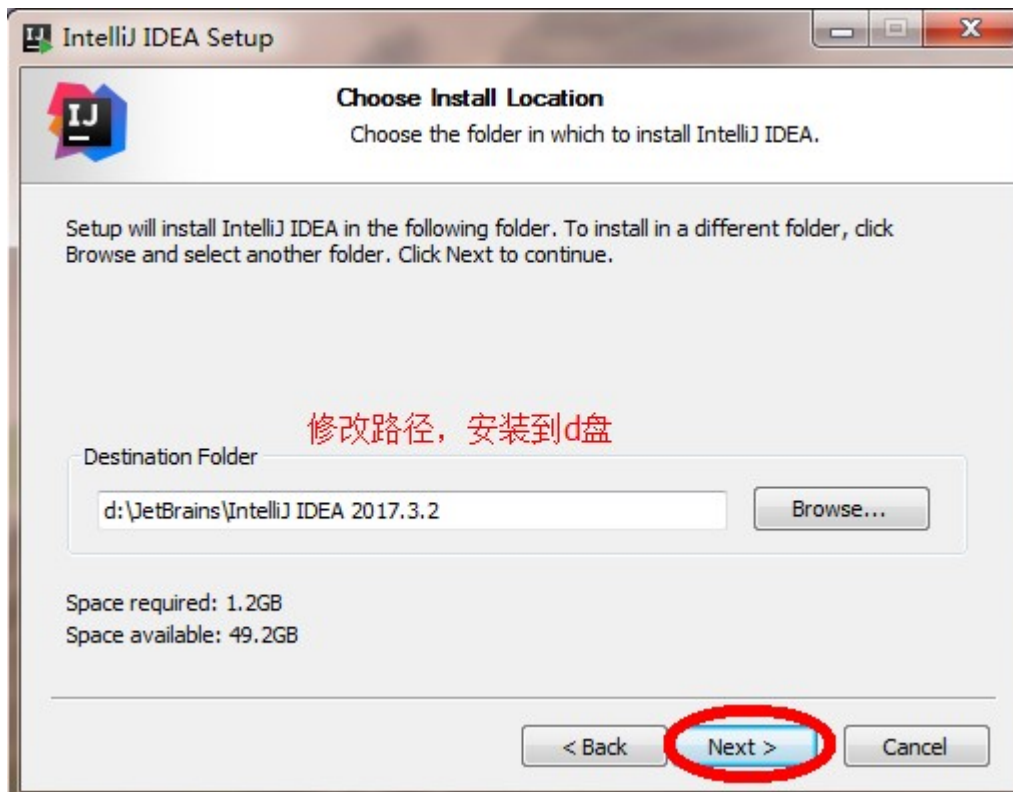 IntelliJ IDEA Setup
IJ
Choose Install Location
Choose the folder in which to install IntelliJ IDEA.
Setup will install IntelliJ IDEA in the following folder. To install in a different folder, click
Browse and select another folder. Click Next to continue.
修改路径，安装到d盘
Destination Folder
d:\JetBrains\IntelliJ IDEA 2017.3.2
Browse...
Space required: 1.2GB
Space available: 49.2GB
< Back
Next >
Cancel